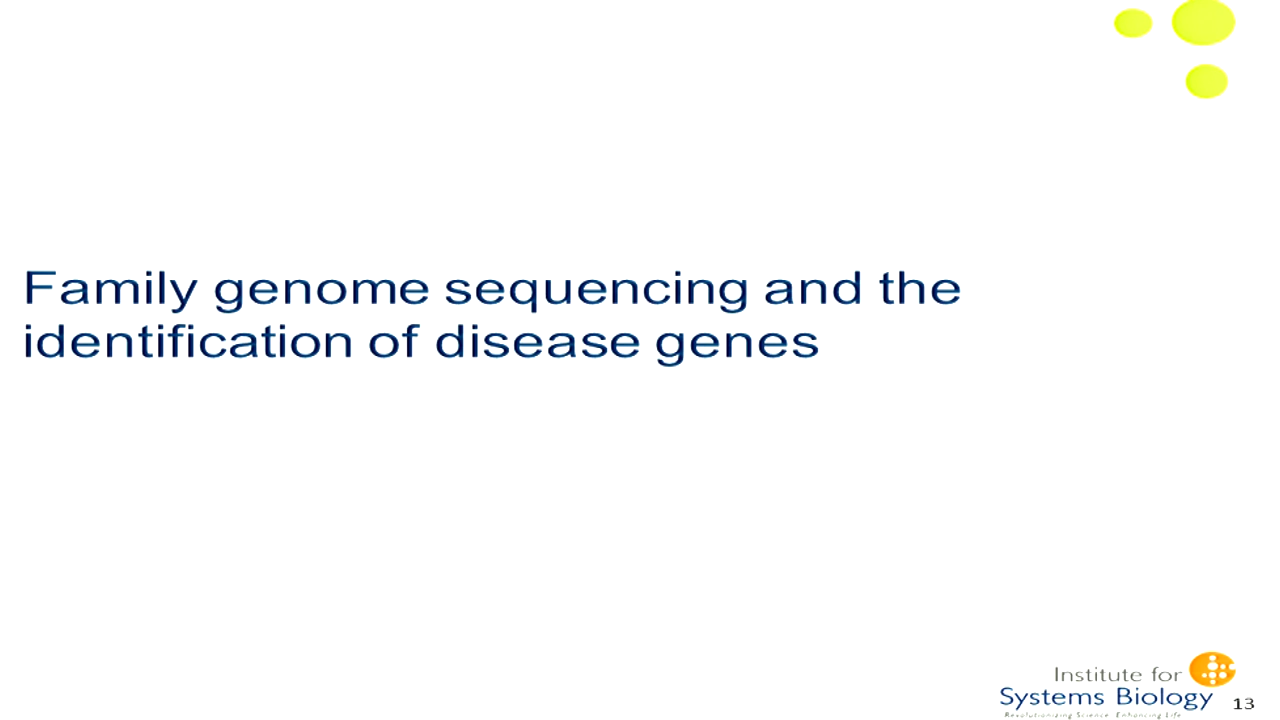 Family genome sequencing and the
identification of disease genes
Institute for
Systems Biology
Revolutionizing Science. Enhancing Life.
13